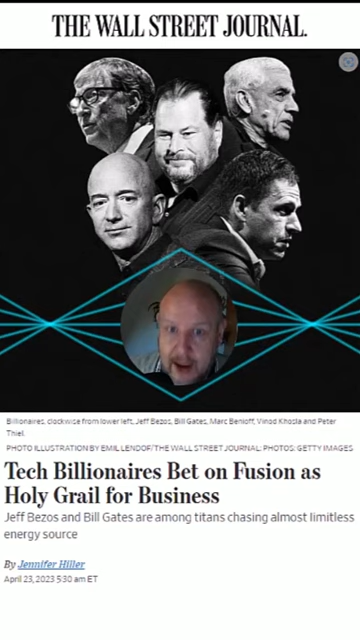 THE WALL STREET JOURNAL.
Billionaires, clockwise from lower left, Jeff Bezos, Bill Gates, Marc Benioff, Vinod Khosla and Peter
Thiel.
PHOTO ILLUSTRATION BY EMIL LENDOF/THE WALL STREET JOURNAL; PHOTOS: GETTY IMAGES
Tech Billionaires Bet on Fusion as
Holy Grail for Business
Jeff Bezos and Bill Gates are among titans chasing almost limitless
energy source
By Jennifer Hiller
April 23, 2023 5:30 am ET